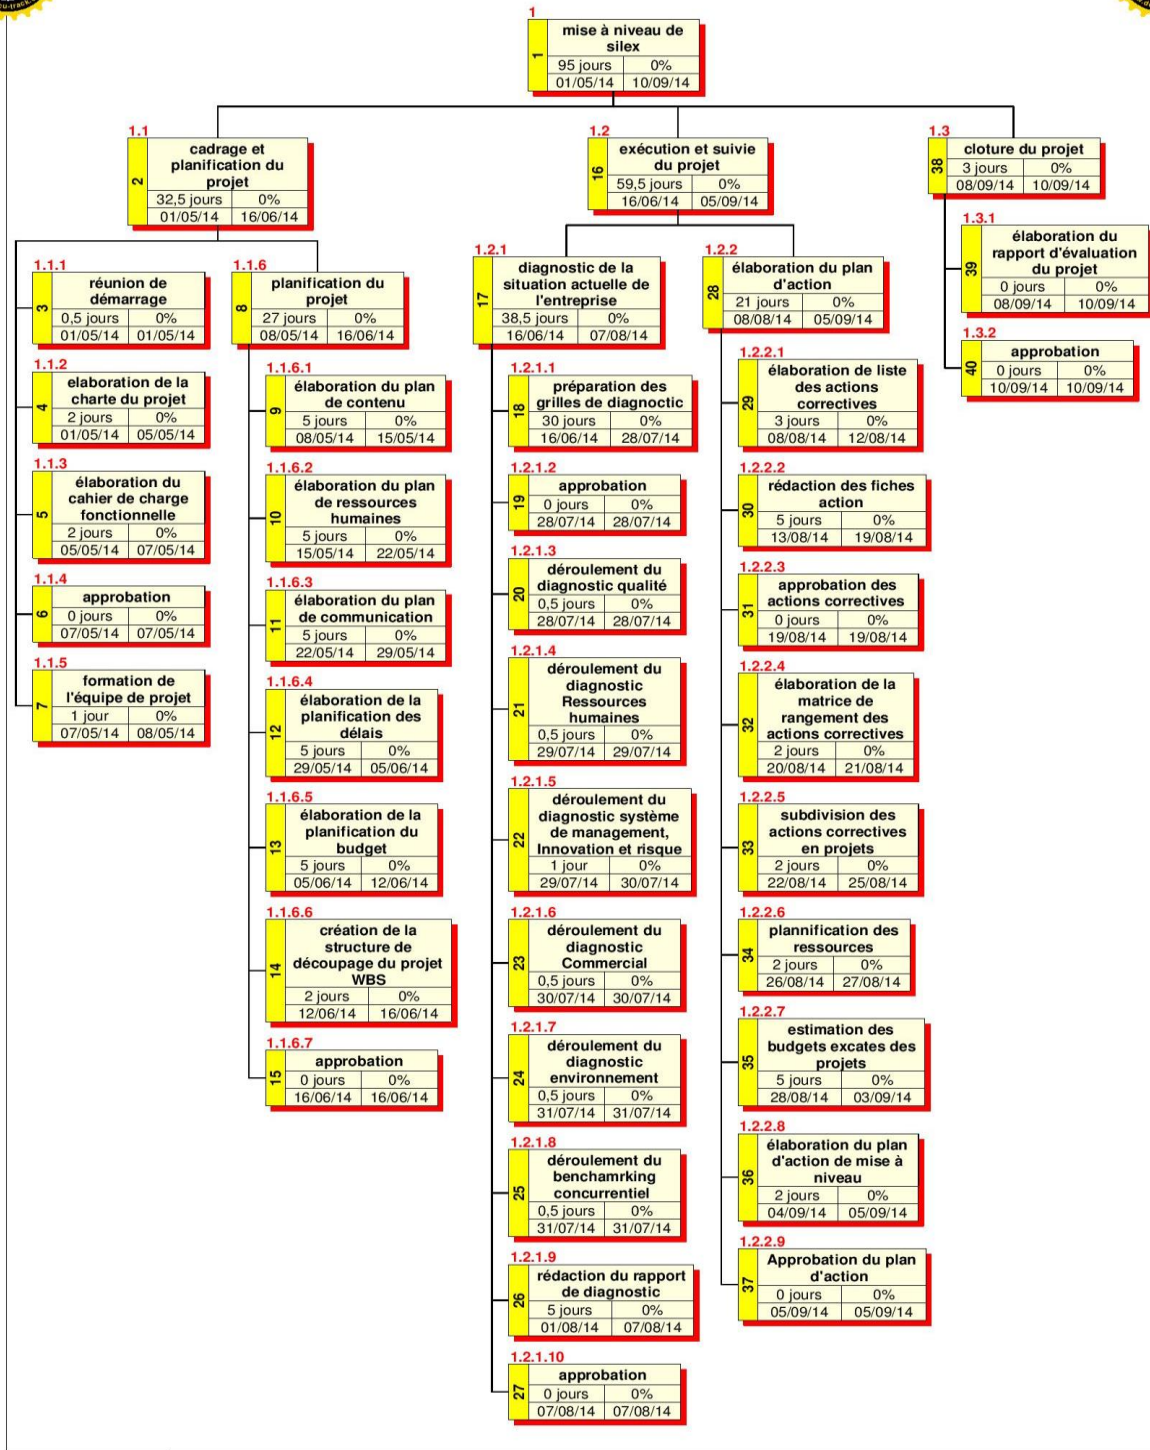 1
1
mise à niveau de
silex
95 jours 0%
01/05/14 10/09/14
1.1
2
cadrage et
planification du
projet
32,5 jours 0%
01/05/14 16/06/14
1.1.1
3
réunion de
démarrage
0,5 jours 0%
01/05/14 01/05/14
1.1.2
4
elaboration de la
charte du projet
2 jours 0%
01/05/14 05/05/14
1.1.3
5
élaboration du
cahier de charge
fonctionnelle
2 jours 0%
05/05/14 07/05/14
1.1.4
6
approbation
0 jours 0%
07/05/14 07/05/14
1.1.5
7
formation de
l'équipe de projet
1 jour 0%
07/05/14 08/05/14
1.1.6
8
planification du
projet
27 jours 0%
08/05/14 16/06/14
1.1.6.1
9
élaboration du plan
de contenu
5 jours 0%
08/05/14 15/05/14
1.1.6.2
10
élaboration du plan
de ressources
humaines
5 jours 0%
15/05/14 22/05/14
1.1.6.3
11
élaboration du plan
de communication
5 jours 0%
22/05/14 29/05/14
1.1.6.4
12
élaboration de la
planification des
délais
5 jours 0%
29/05/14 05/06/14
1.1.6.5
13
élaboration de la
planification du
budget
5 jours 0%
05/06/14 12/06/14
1.1.6.6
14
création de la
structure de
découpage du projet
WBS
2 jours 0%
12/06/14 16/06/14
1.1.6.7
15
approbation
0 jours 0%
16/06/14 16/06/14
1.2
16
exécution et suivie
du projet
59,5 jours 0%
16/06/14 05/09/14
1.2.1
17
diagnostic de la
situation actuelle de
l'entreprise
38,5 jours 0%
16/06/14 07/08/14
1.2.1.1
18
préparation des
grilles de diagnoctic
30 jours 0%
16/06/14 28/07/14
1.2.1.2
19
approbation
0 jours 0%
28/07/14 28/07/14
1.2.1.3
20
déroulement du
diagnostic qualité
0,5 jours 0%
28/07/14 28/07/14
1.2.1.4
21
déroulement du
diagnostic
Ressources
humaines
0,5 jours 0%
29/07/14 29/07/14
1.2.1.5
22
déroulement du
diagnostic système
de management,
Innovation et risque
1 jour 0%
29/07/14 30/07/14
1.2.1.6
23
déroulement du
diagnostic
Commercial
0,5 jours 0%
30/07/14 30/07/14
1.2.1.7
24
déroulement du
diagnostic
environnement
0,5 jours 0%
31/07/14 31/07/14
1.2.1.8
25
déroulement du
benchamrking
concurrentiel
0,5 jours 0%
31/07/14 31/07/14
1.2.1.9
26
rédaction du rapport
de diagnostic
5 jours 0%
01/08/14 07/08/14
1.2.1.10
27
approbation
0 jours 0%
07/08/14 07/08/14
1.2.2
28
élaboration du plan
d'action
21 jours 0%
08/08/14 05/09/14
1.2.2.1
29
élaboration de liste
des actions
correctives
3 jours 0%
08/08/14 12/08/14
1.2.2.2
30
rédaction des fiches
action
5 jours 0%
13/08/14 19/08/14
1.2.2.3
31
approbation des
actions correctives
0 jours 0%
19/08/14 19/08/14
1.2.2.4
32
élaboration de la
matrice de
rangement des
actions correctives
2 jours 0%
20/08/14 21/08/14
1.2.2.5
33
subdivision des
actions correctives
en projets
2 jours 0%
22/08/14 25/08/14
1.2.2.6
34
plannification des
ressources
2 jours 0%
26/08/14 27/08/14
1.2.2.7
35
estimation des
budgets excates des
projets
5 jours 0%
28/08/14 03/09/14
1.2.2.8
36
élaboration du plan
d'action de mise à
niveau
2 jours 0%
04/09/14 05/09/14
1.2.2.9
37
Approbation du plan
d'action
0 jours 0%
05/09/14 05/09/14
1.3
38
cloture du projet
3 jours 0%
08/09/14 10/09/14
1.3.1
39
élaboration du
rapport d'évaluation
du projet
0 jours 0%
08/09/14 10/09/14
1.3.2
40
approbation
0 jours 0%
10/09/14 10/09/14